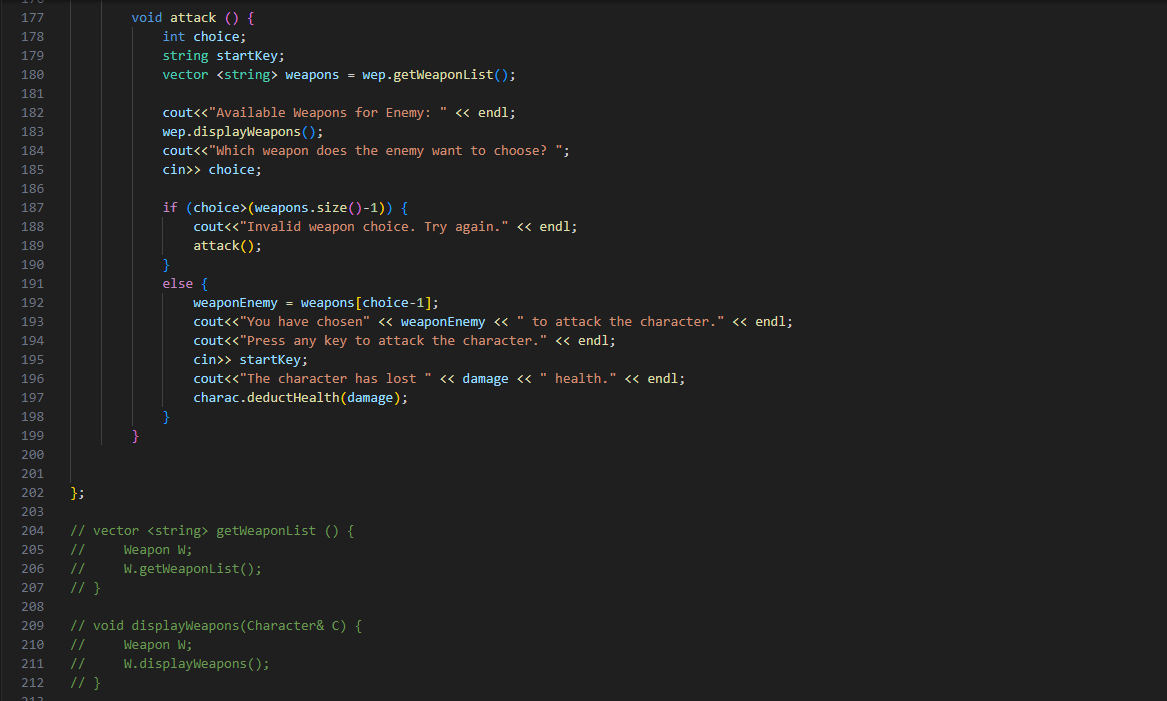 177 void attack () {
178 int choice;
179 string startKey;
180 vector <string> weapons = wep.getWeaponList();
181
182 cout<<"Available Weapons for Enemy: " << endl;
183 wep.displayWeapons();
184 cout<<"Which weapon does the enemy want to choose? ";
185 cin>> choice;
186
187 if (choice>(weapons.size()-1)) {
188 cout<<"Invalid weapon choice. Try again." << endl;
189 attack();
190 }
191 else {
192 weaponEnemy = weapons[choice-1];
193 cout<<"You have chosen" << weaponEnemy << " to attack the character." << endl;
194 cout<<"Press any key to attack the character." << endl;
195 cin>> startKey;
196 cout<<"The character has lost " << damage << " health." << endl;
197 charac.deductHealth(damage);
198 }
199 }
200
201
202 };
203
204 // vector <string> getWeaponList () {
205 // Weapon W;
206 // W.getWeaponList();
207 // }
208
209 // void displayWeapons(Character& C) {
210 // Weapon W;
211 // W.displayWeapons();
212 // }